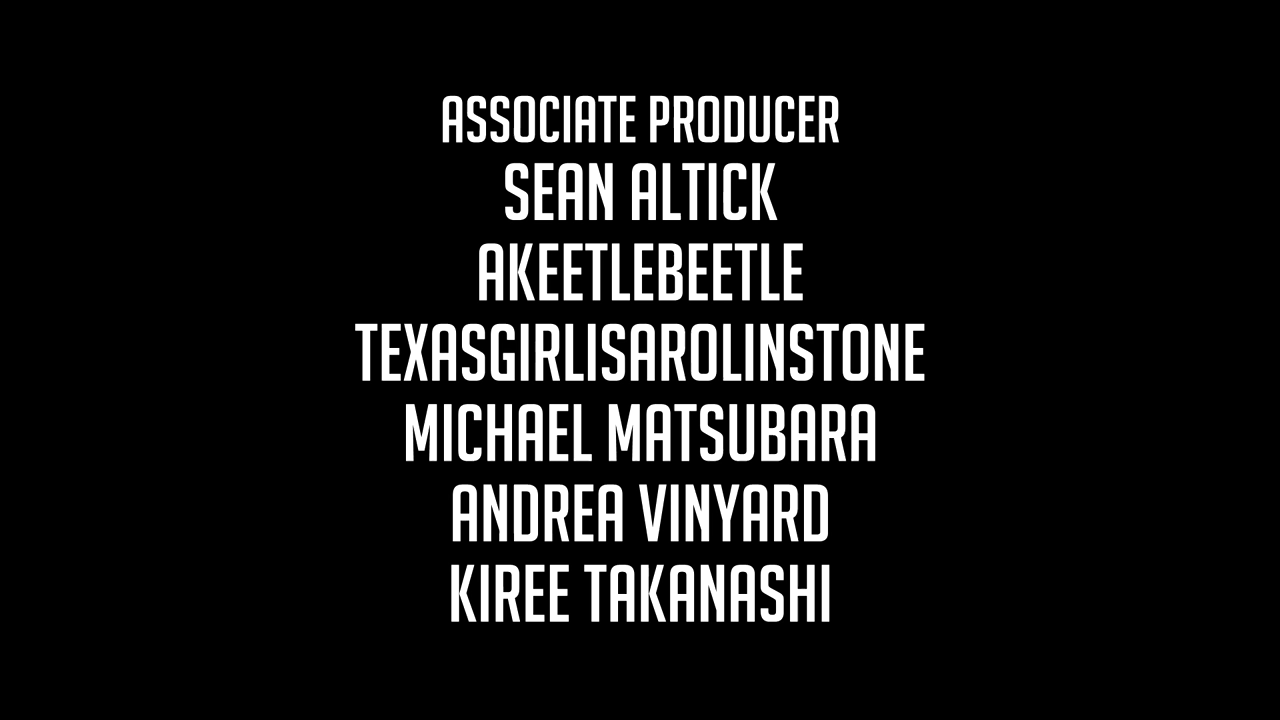 ASSOCIATE PRODUCER
SEAN ALTICK
AKEETLEBEETLE
TEXASGIRLISAROLINSTONE
MICHAEL MATSUBARA
ANDREA VINYARD
KIREE TAKANASHI